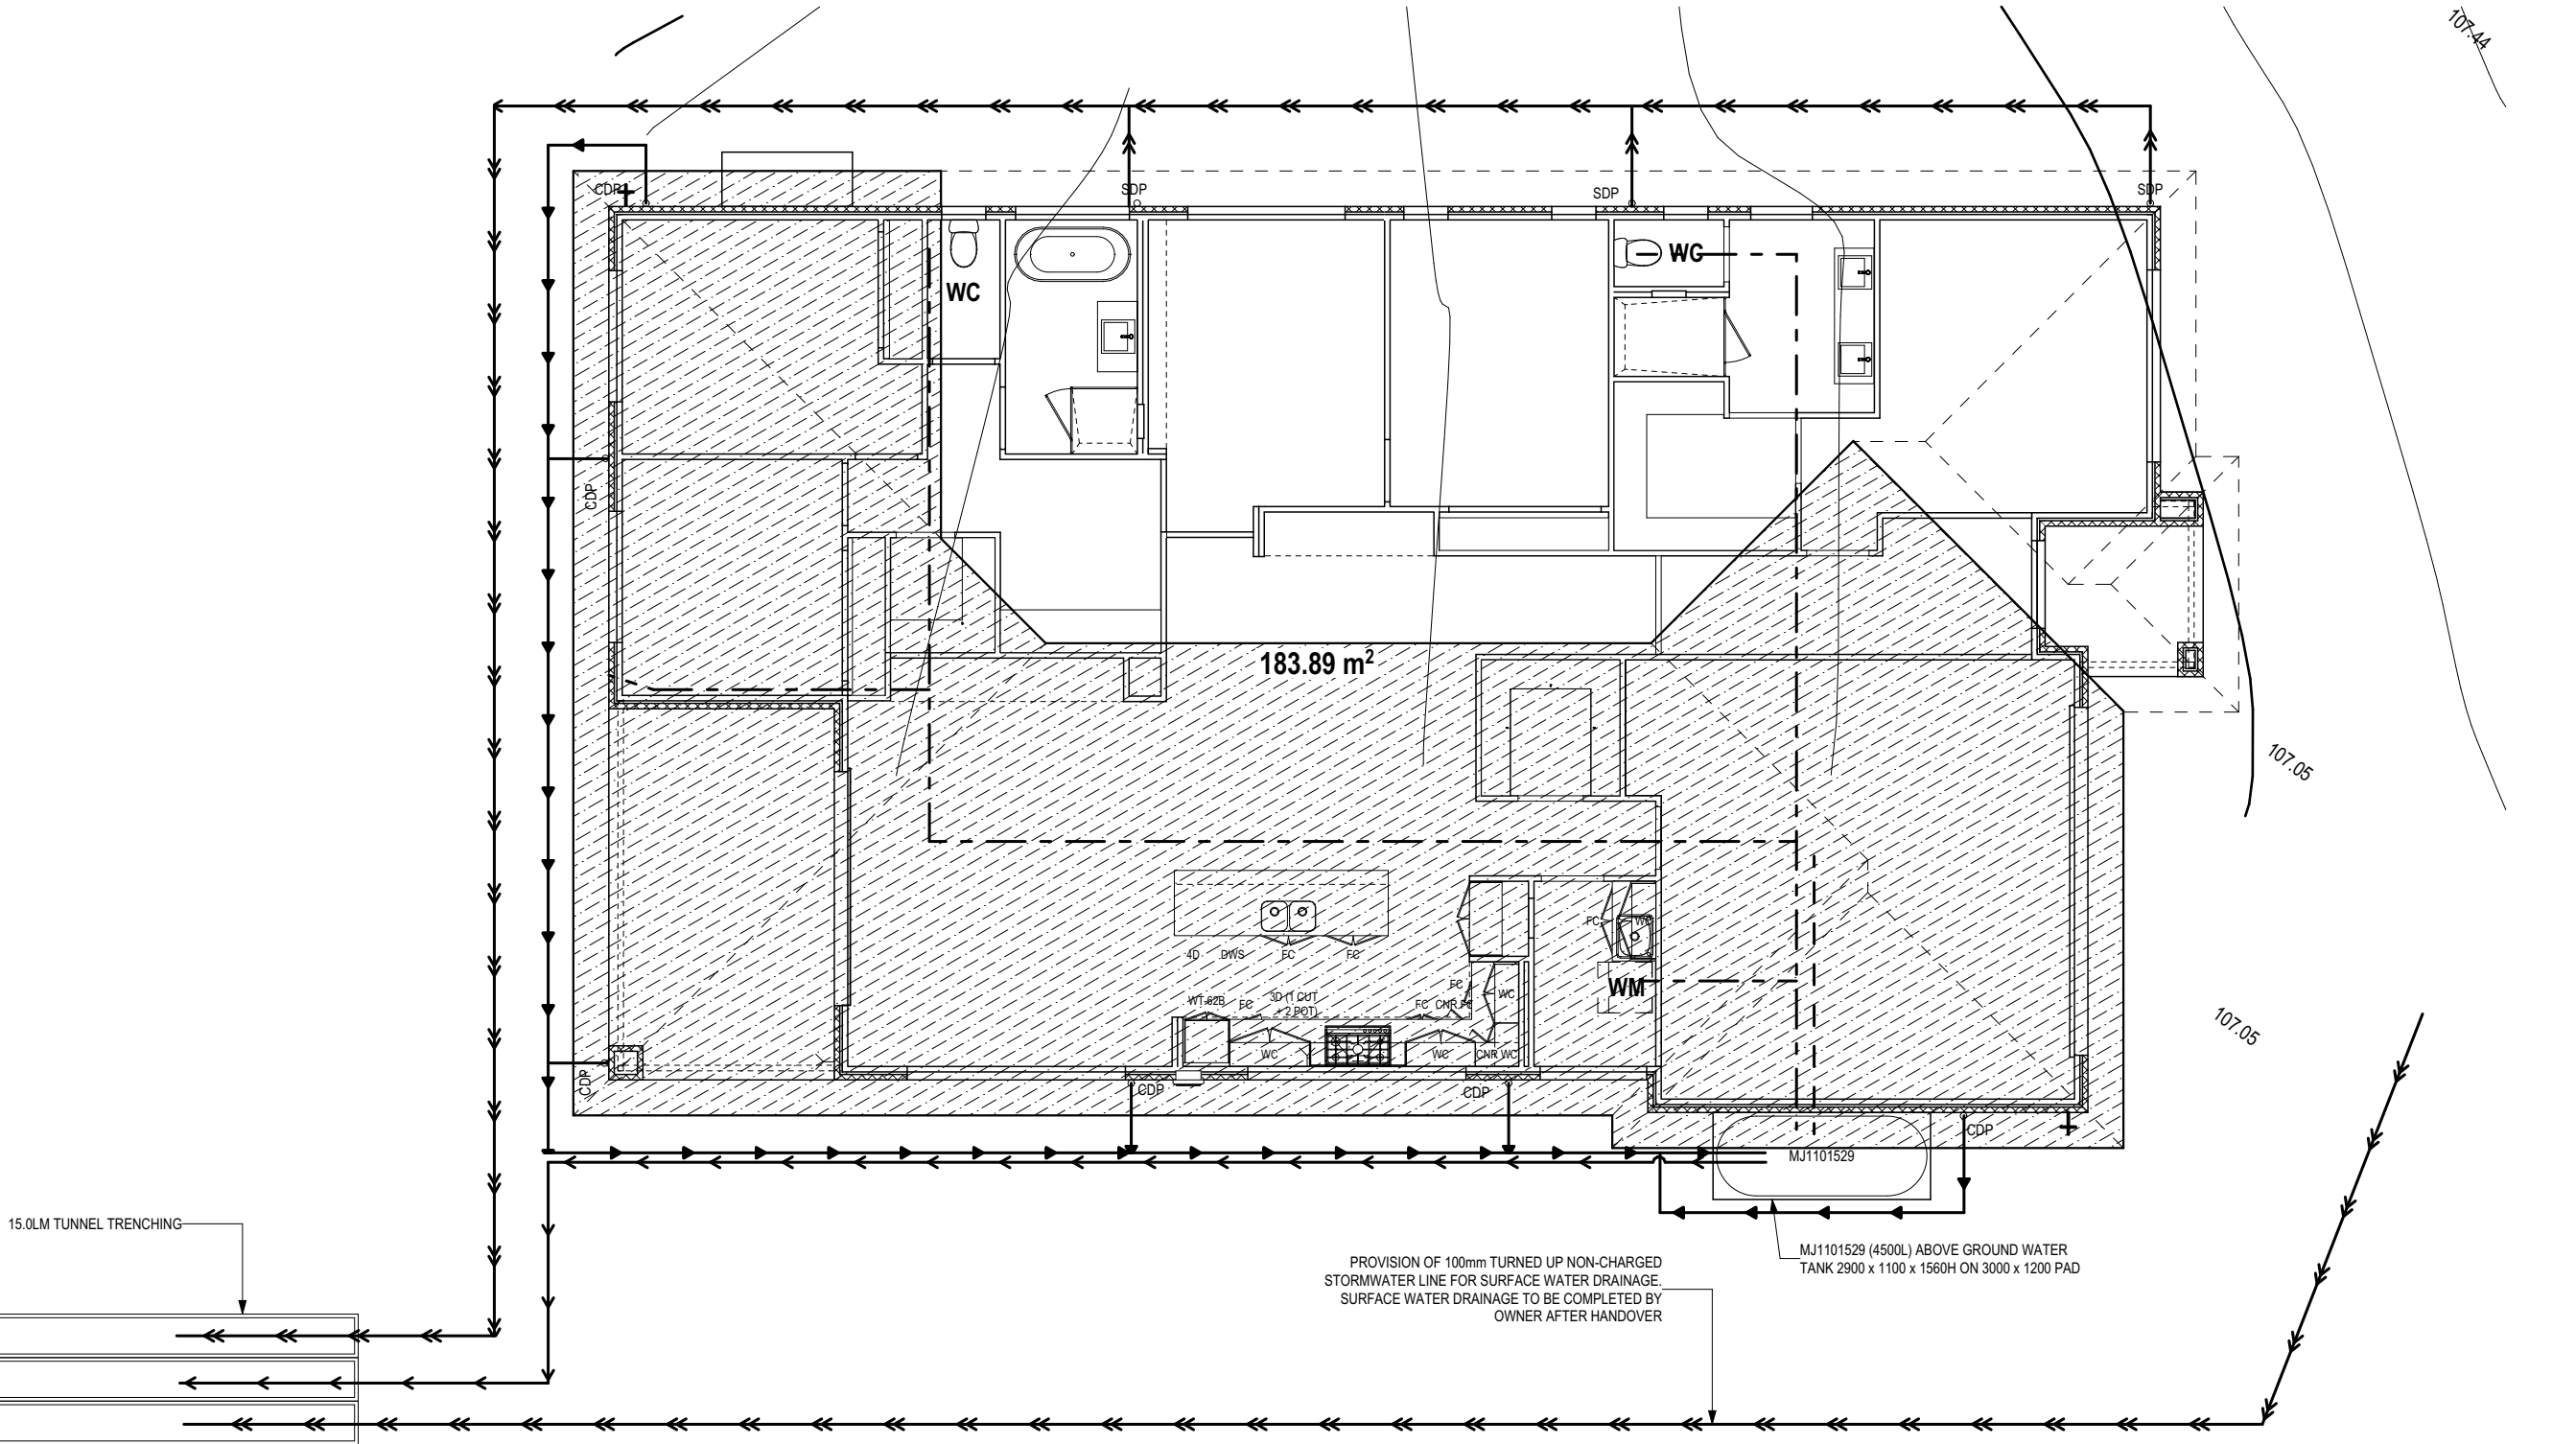 107.44
CDP
SDP
SDP
SDP
WC
WC
CDP
183.89 m²
107.05
107.05
FC
WC
4D
DWS
FC
FC
WT-62B
FC
3D (1 CUT
+ 2 POT)
FC
CNR FC
FC
WC
WM
WC
WC
CNR WC
CDP
CDP
CDP
CDP
MJ1101529
15.0LM TUNNEL TRENCHING
PROVISION OF 100mm TURNED UP NON-CHARGED
STORMWATER LINE FOR SURFACE WATER DRAINAGE.
SURFACE WATER DRAINAGE TO BE COMPLETED BY
OWNER AFTER HANDOVER
MJ1101529 (4500L) ABOVE GROUND WATER
TANK 2900 x 1100 x 1560H ON 3000 x 1200 PAD